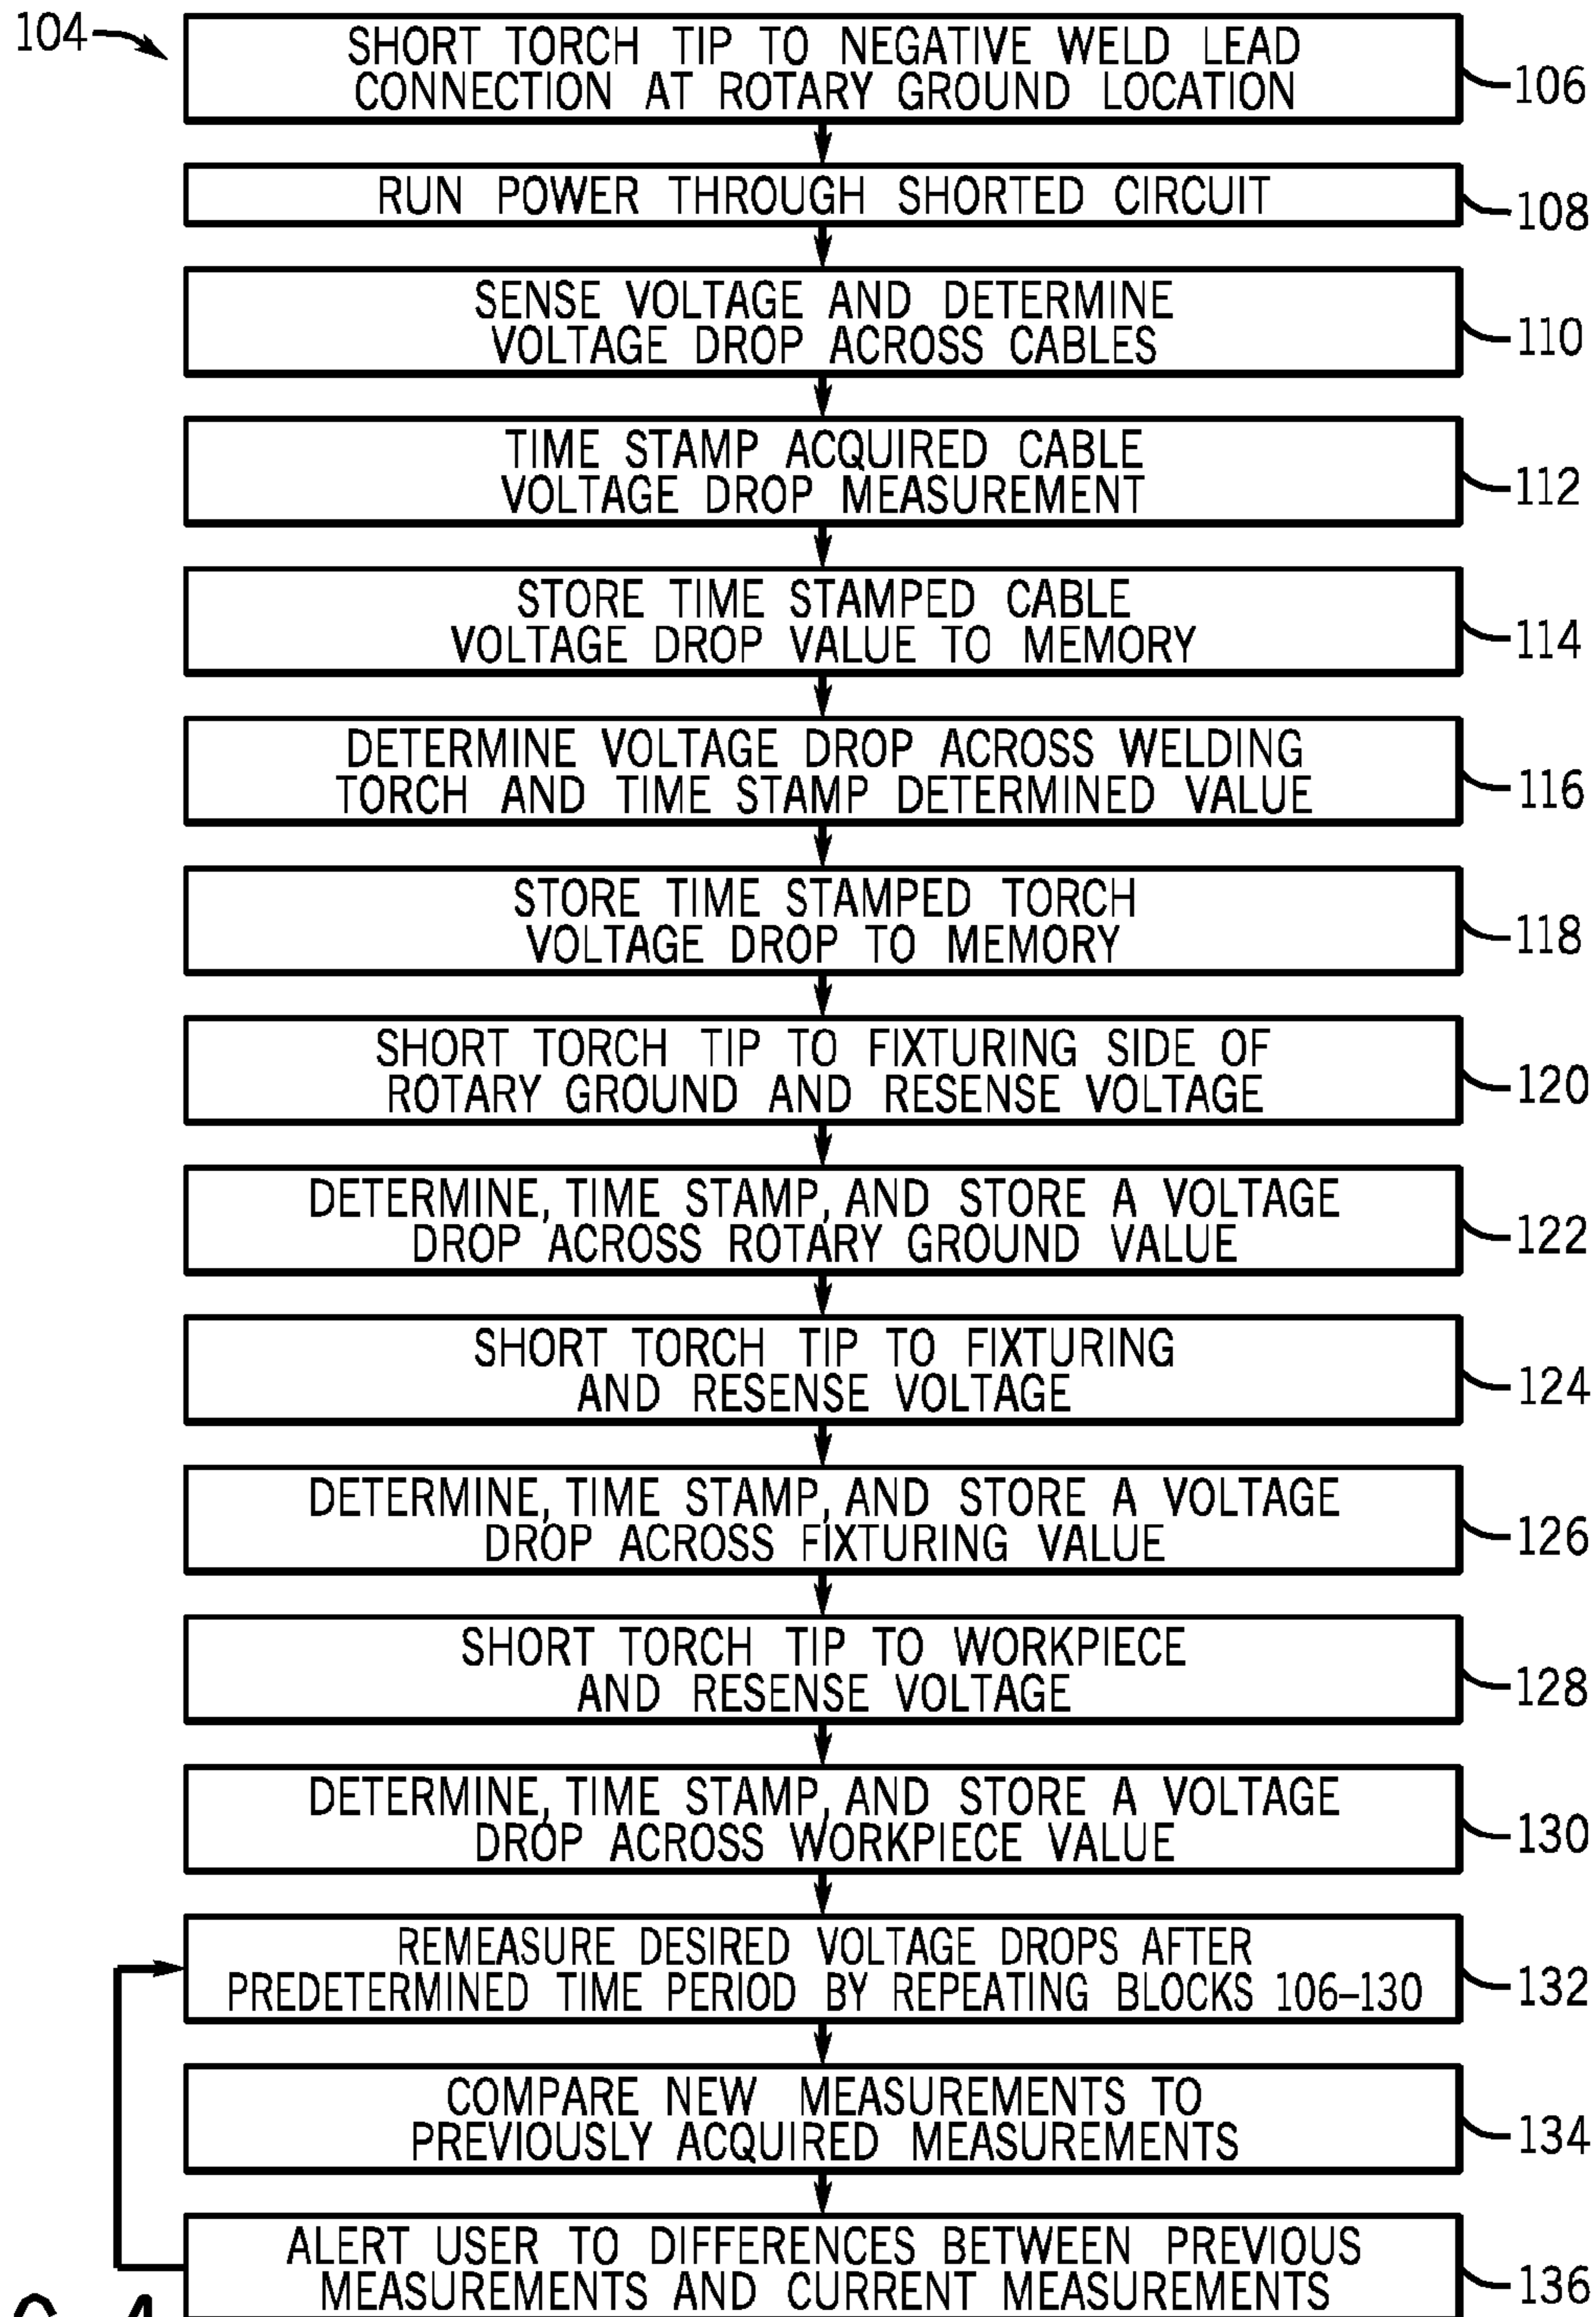 104
SHORT TORCH TIP TO NEGATIVE WELD LEAD
CONNECTION AT ROTARY GROUND LOCATION
106
RUN POWER THROUGH SHORTED CIRCUIT
108
SENSE VOLTAGE AND DETERMINE
VOLTAGE DROP ACROSS CABLES
110
TIME STAMP ACQUIRED CABLE
VOLTAGE DROP MEASUREMENT
112
STORE TIME STAMPED CABLE
VOLTAGE DROP VALUE TO MEMORY
114
DETERMINE VOLTAGE DROP ACROSS WELDING
TORCH AND TIME STAMP DETERMINED VALUE
116
STORE TIME STAMPED TORCH
VOLTAGE DROP TO MEMORY
118
SHORT TORCH TIP TO FIXTURING SIDE OF
ROTARY GROUND AND RESENSE VOLTAGE
120
DETERMINE, TIME STAMP, AND STORE A VOLTAGE
DROP ACROSS ROTARY GROUND VALUE
122
SHORT TORCH TIP TO FIXTURING
AND RESENSE VOLTAGE
124
DETERMINE, TIME STAMP, AND STORE A VOLTAGE
DROP ACROSS FIXTURING VALUE
126
SHORT TORCH TIP TO WORKPIECE
AND RESENSE VOLTAGE
128
DETERMINE, TIME STAMP, AND STORE A VOLTAGE
DROP ACROSS WORKPIECE VALUE
130
REMEASURE DESIRED VOLTAGE DROPS AFTER
PREDETERMINED TIME PERIOD BY REPEATING BLOCKS 106–130
132
COMPARE NEW MEASUREMENTS TO
PREVIOUSLY ACQUIRED MEASUREMENTS
134
ALERT USER TO DIFFERENCES BETWEEN PREVIOUS
MEASUREMENTS AND CURRENT MEASUREMENTS
136